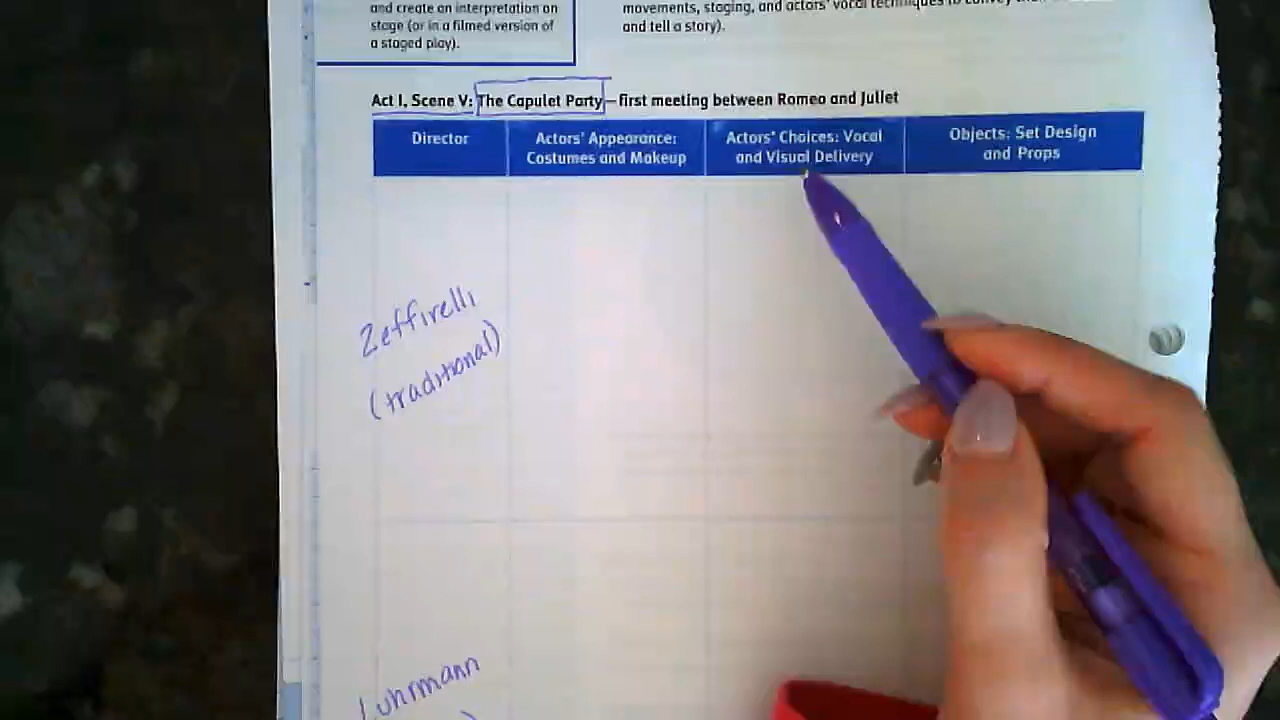 and create an interpretation on
stage (or in a filmed version of
a staged play).
movements, staging, and actors' vocal techniques to convey
and tell a story).
Act I, Scene V: The Capulet Party—first meeting between Romeo and Juliet
Director
Actors' Appearance:
Costumes and Makeup
Actors' Choices: Vocal
and Visual Delivery
Objects: Set Design
and Props
Zeffirelli
(traditional)
Luhrmann